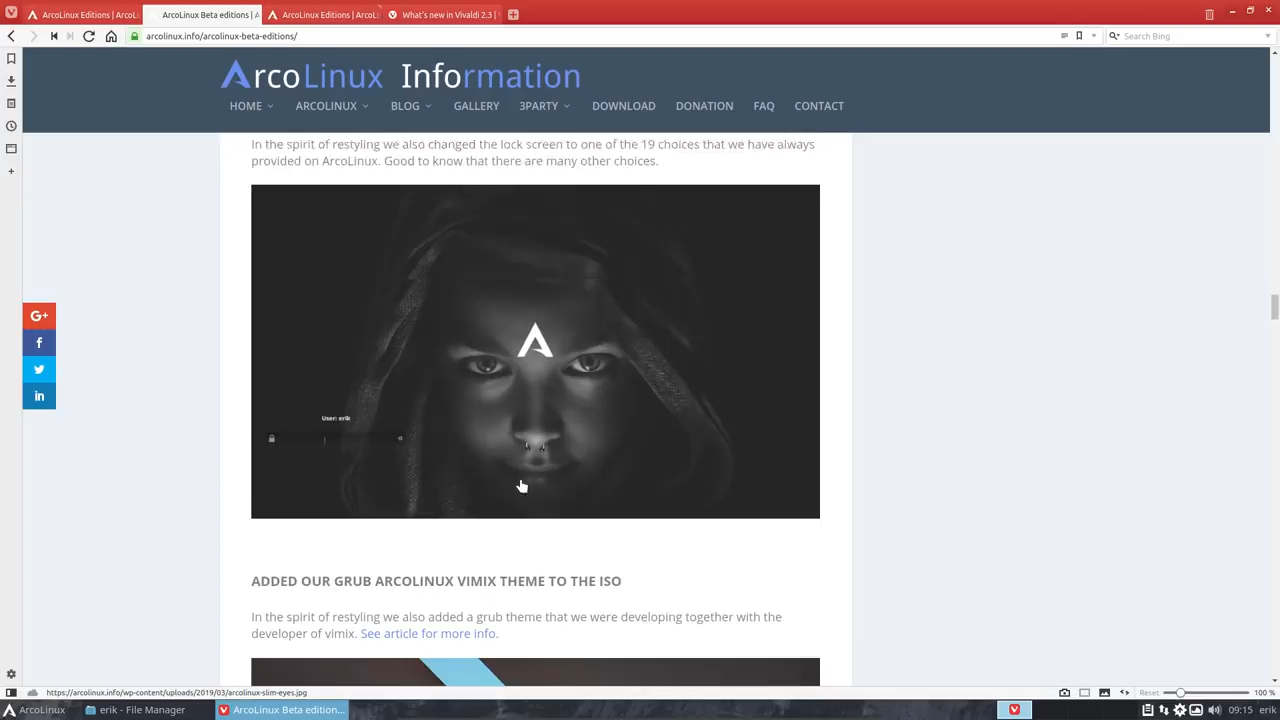 ArcoLinux Editions | ArcoL
ArcoLinux Beta editions | A
ArcoLinux Editions | ArcoL
What's new in Vivaldi 2.3 |
arcolinux.info/arcolinux-beta-editions/
Search Bing
ArcoLinux Information
HOME
ARCOLINUX
BLOG
GALLERY
3PARTY
DOWNLOAD
DONATION
FAQ
CONTACT
In the spirit of restyling we also changed the lock screen to one of the 19 choices that we have always
provided on ArcoLinux. Good to know that there are many other choices.
G+
f
in
User: erik
ADDED OUR GRUB ARCOLINUX VIMIX THEME TO THE ISO
In the spirit of restyling we also added a grub theme that we were developing together with the
developer of vimix. See article for more info.
https://arcolinux.info/wp-content/uploads/2019/03/arcolinux-slim-eyes.jpg
Reset
100 %
ArcoLinux
erik - File Manager
ArcoLinux Beta edition...
09:15
erik